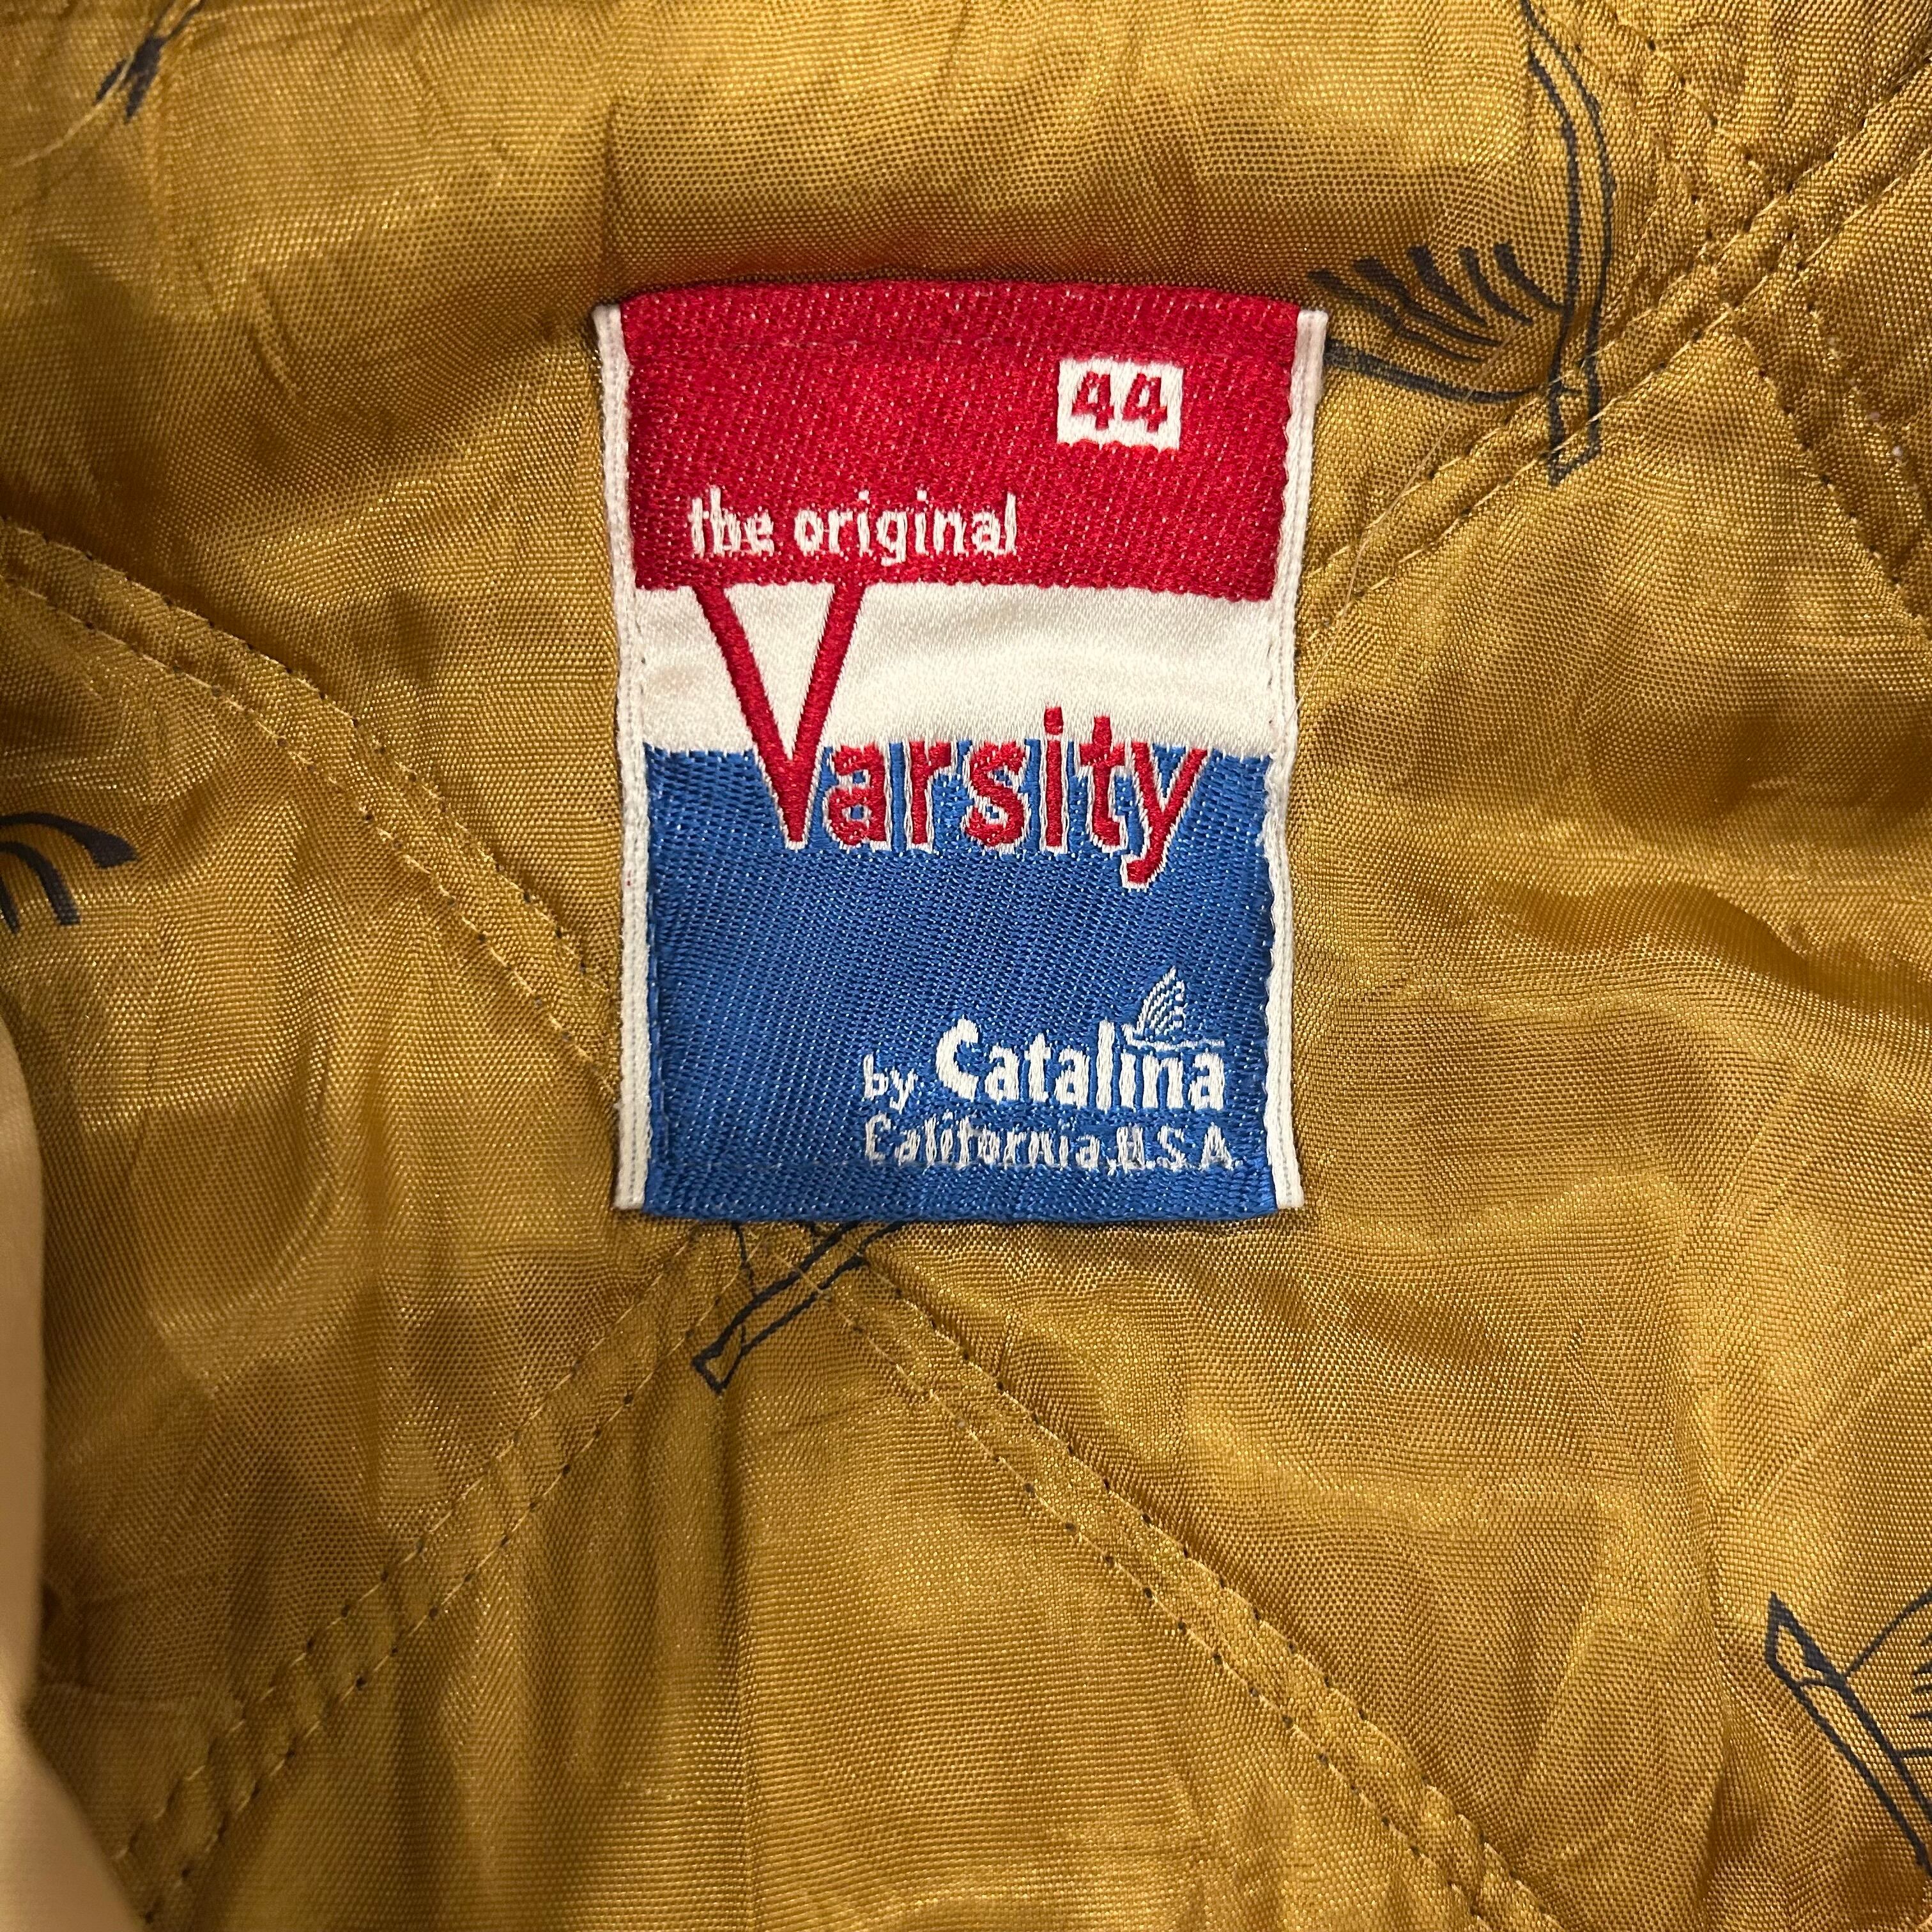 44
the original
Varsity
by Catalina
California, U.S.A.